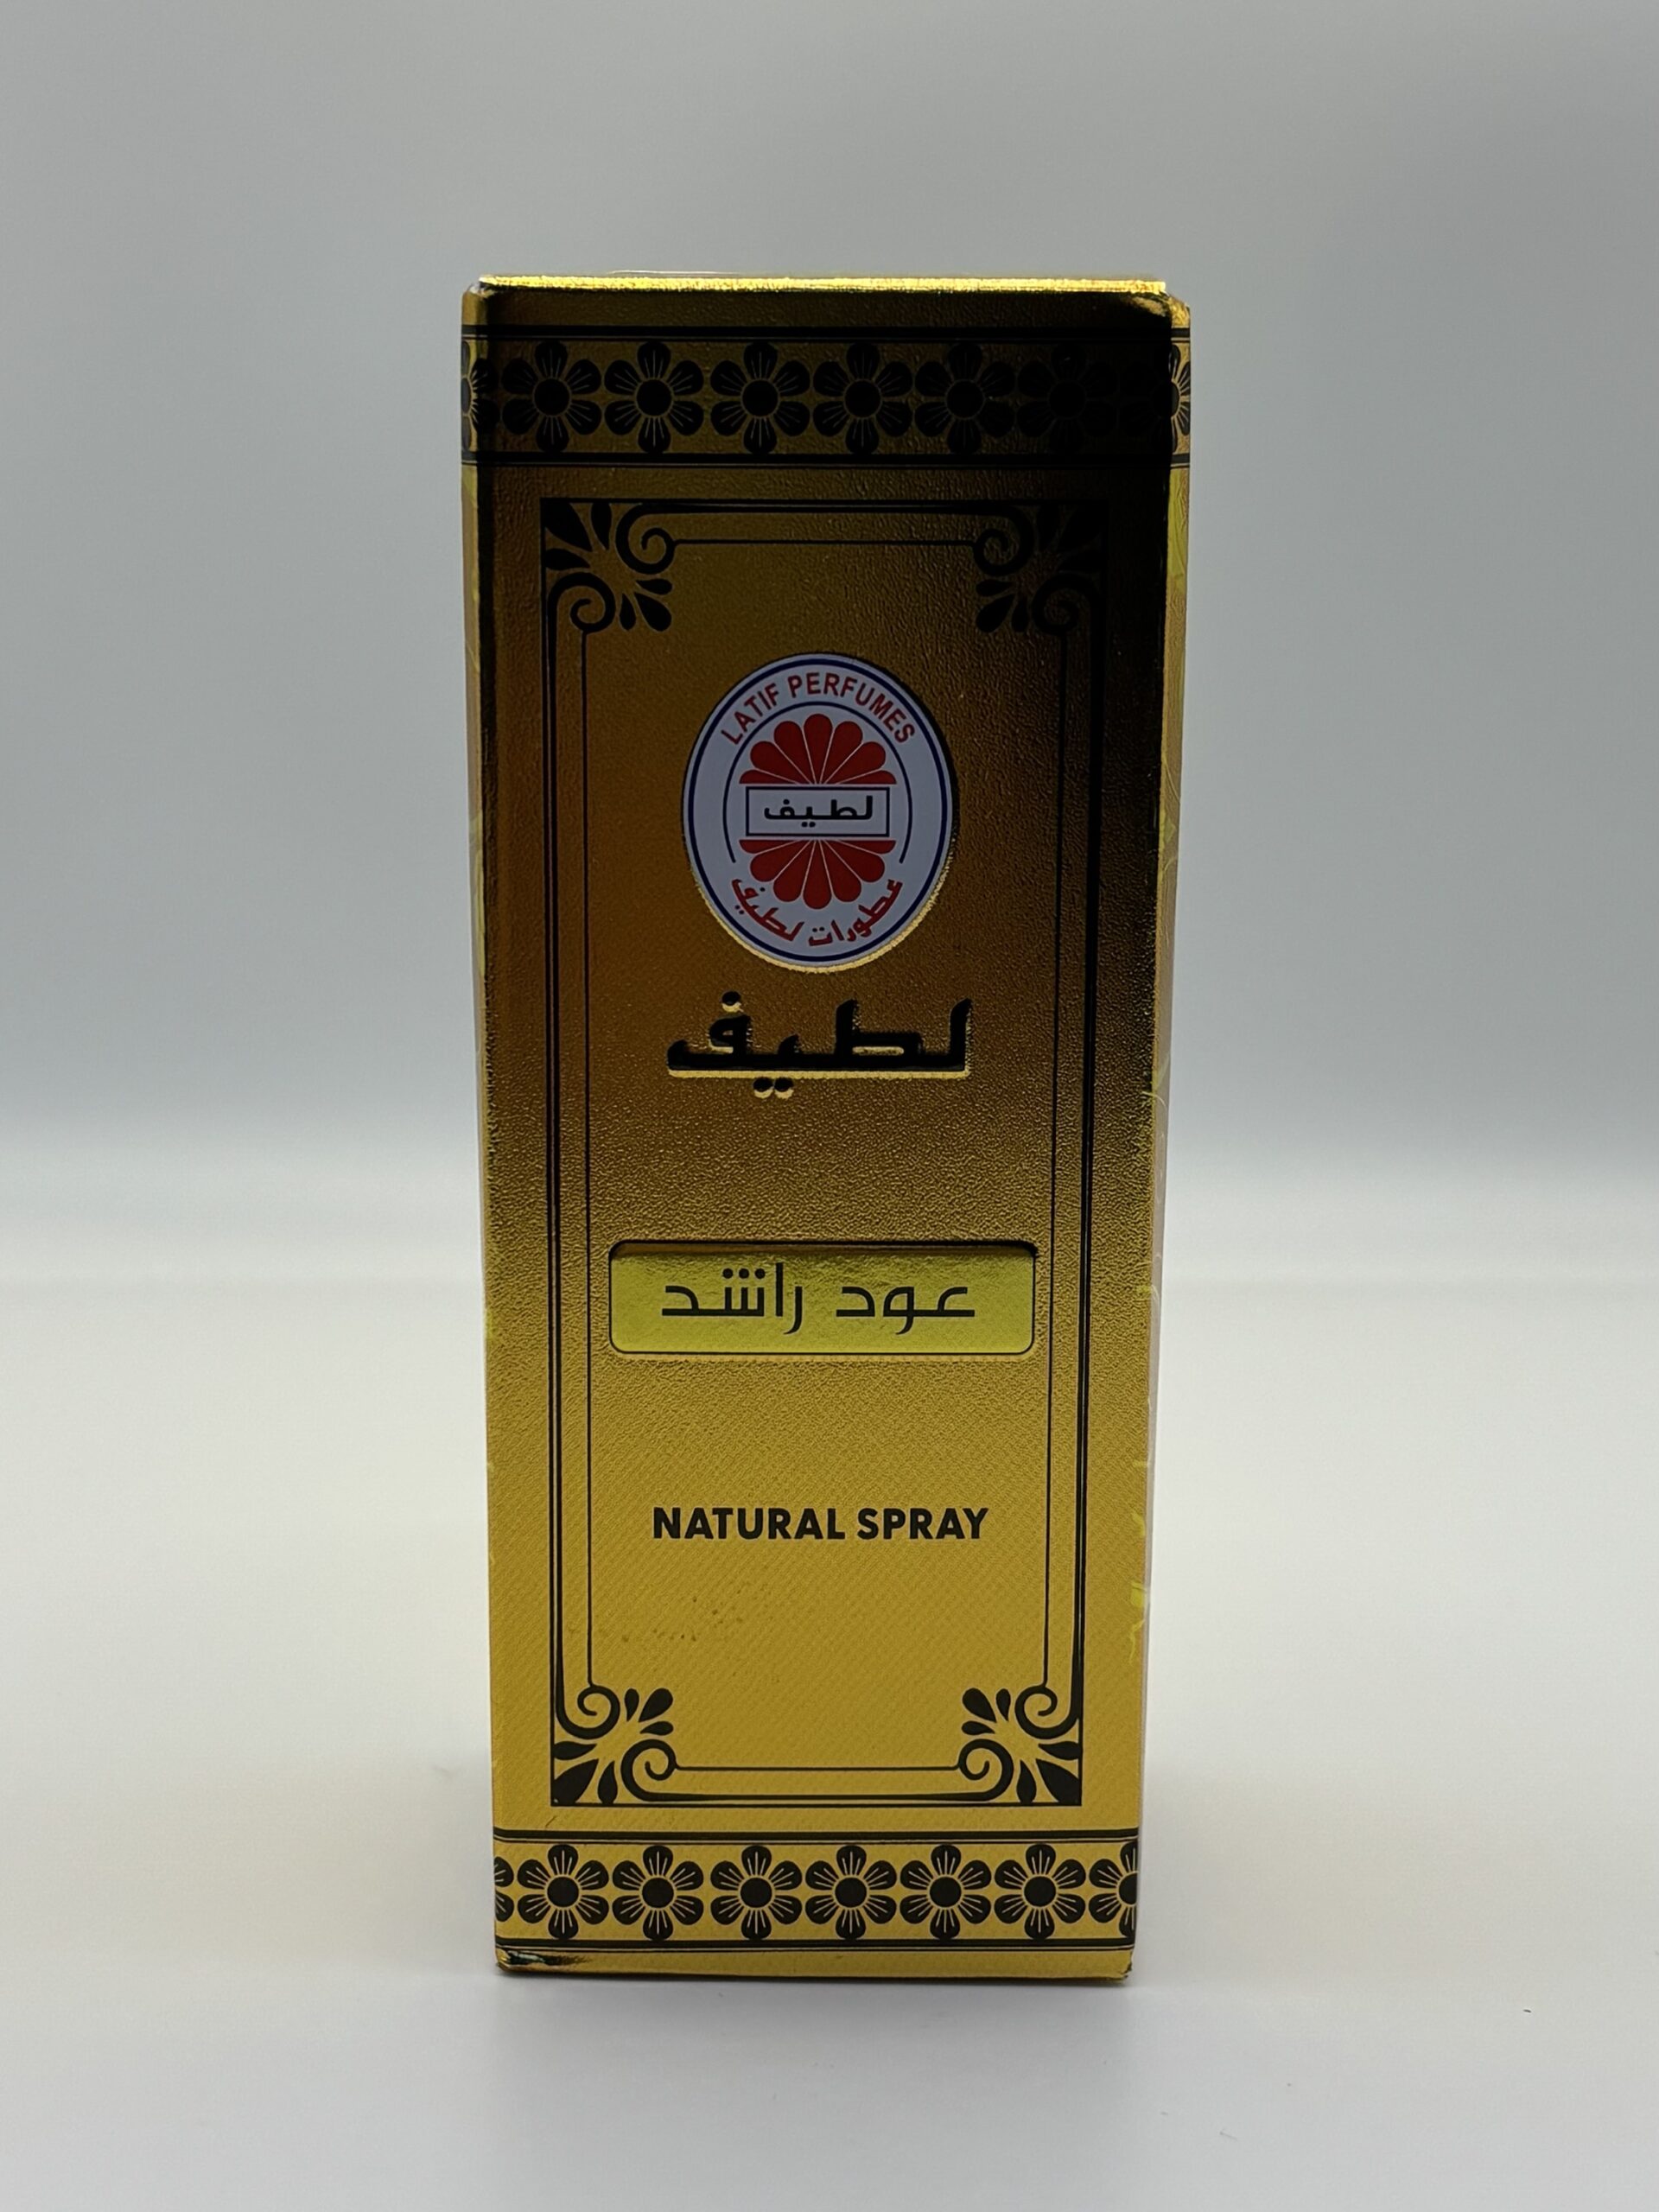 LATIF PERFUMES
لطيف
عطورات لطيف
لطيف
عود راشد
NATURAL SPRAY